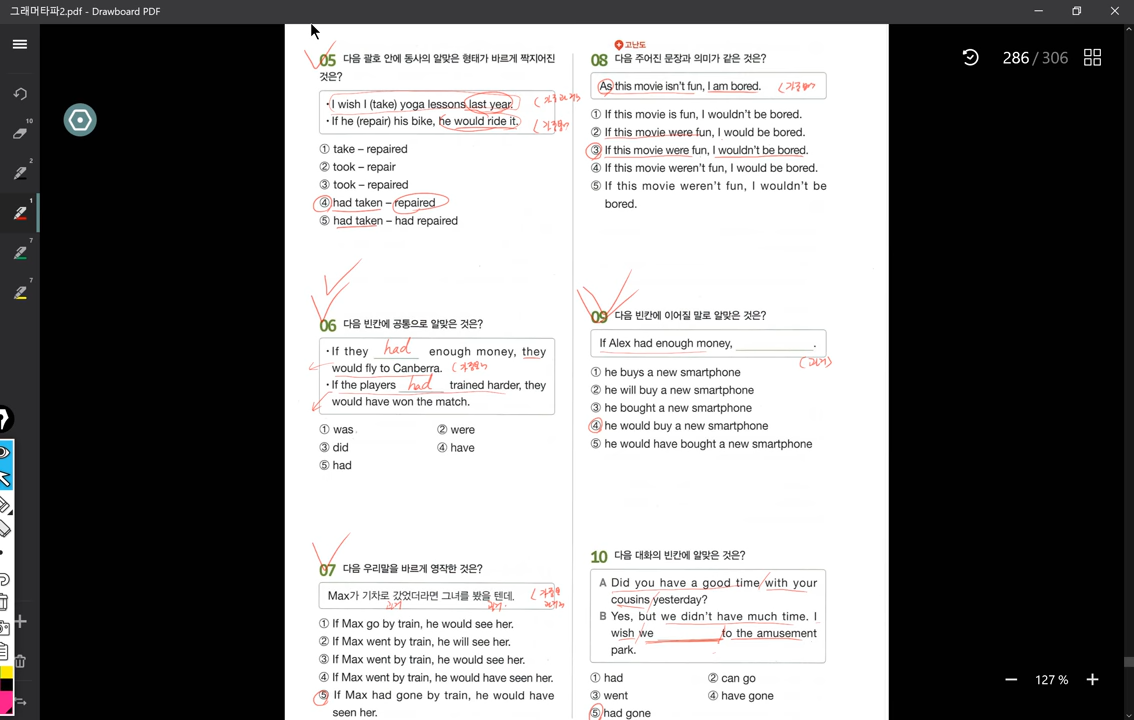 그래머타파2.pdf - Drawboard PDF
286 / 306
10
2
1
7
7
05 다음 괄호 안에 동사의 알맞은 형태가 바르게 짝지어진
것은?
· I wish I (take) yoga lessons last year.
· If he (repair) his bike, he would ride it.
① take – repaired
② took – repair
③ took – repaired
④ had taken – repaired
⑤ had taken – had repaired
06 다음 빈칸에 공통으로 알맞은 것은?
· If they had enough money, they
would fly to Canberra.
· If the players had trained harder, they
would have won the match.
① was ② were
③ did ④ have
⑤ had
07 다음 우리말을 바르게 영작한 것은?
Max가 기차로 갔었더라면 그녀를 봤을 텐데.
과거 과거
① If Max go by train, he would see her.
② If Max went by train, he will see her.
③ If Max went by train, he would see her.
④ If Max went by train, he would have seen her.
⑤ If Max had gone by train, he would have
seen her.
고난도
08 다음 주어진 문장과 의미가 같은 것은?
As this movie isn't fun, I am bored.
① If this movie is fun, I wouldn't be bored.
② If this movie were fun, I would be bored.
③ If this movie were fun, I wouldn't be bored.
④ If this movie weren't fun, I would be bored.
⑤ If this movie weren't fun, I wouldn't be
bored.
09 다음 빈칸에 이어질 말로 알맞은 것은?
If Alex had enough money, ____________.
(과거)
① he buys a new smartphone
② he will buy a new smartphone
③ he bought a new smartphone
④ he would buy a new smartphone
⑤ he would have bought a new smartphone
10 다음 대화의 빈칸에 알맞은 것은?
A Did you have a good time with your
cousins yesterday?
B Yes, but we didn't have much time. I
wish we __________ to the amusement
park.
① had ② can go
③ went ④ have gone
⑤ had gone
127 %